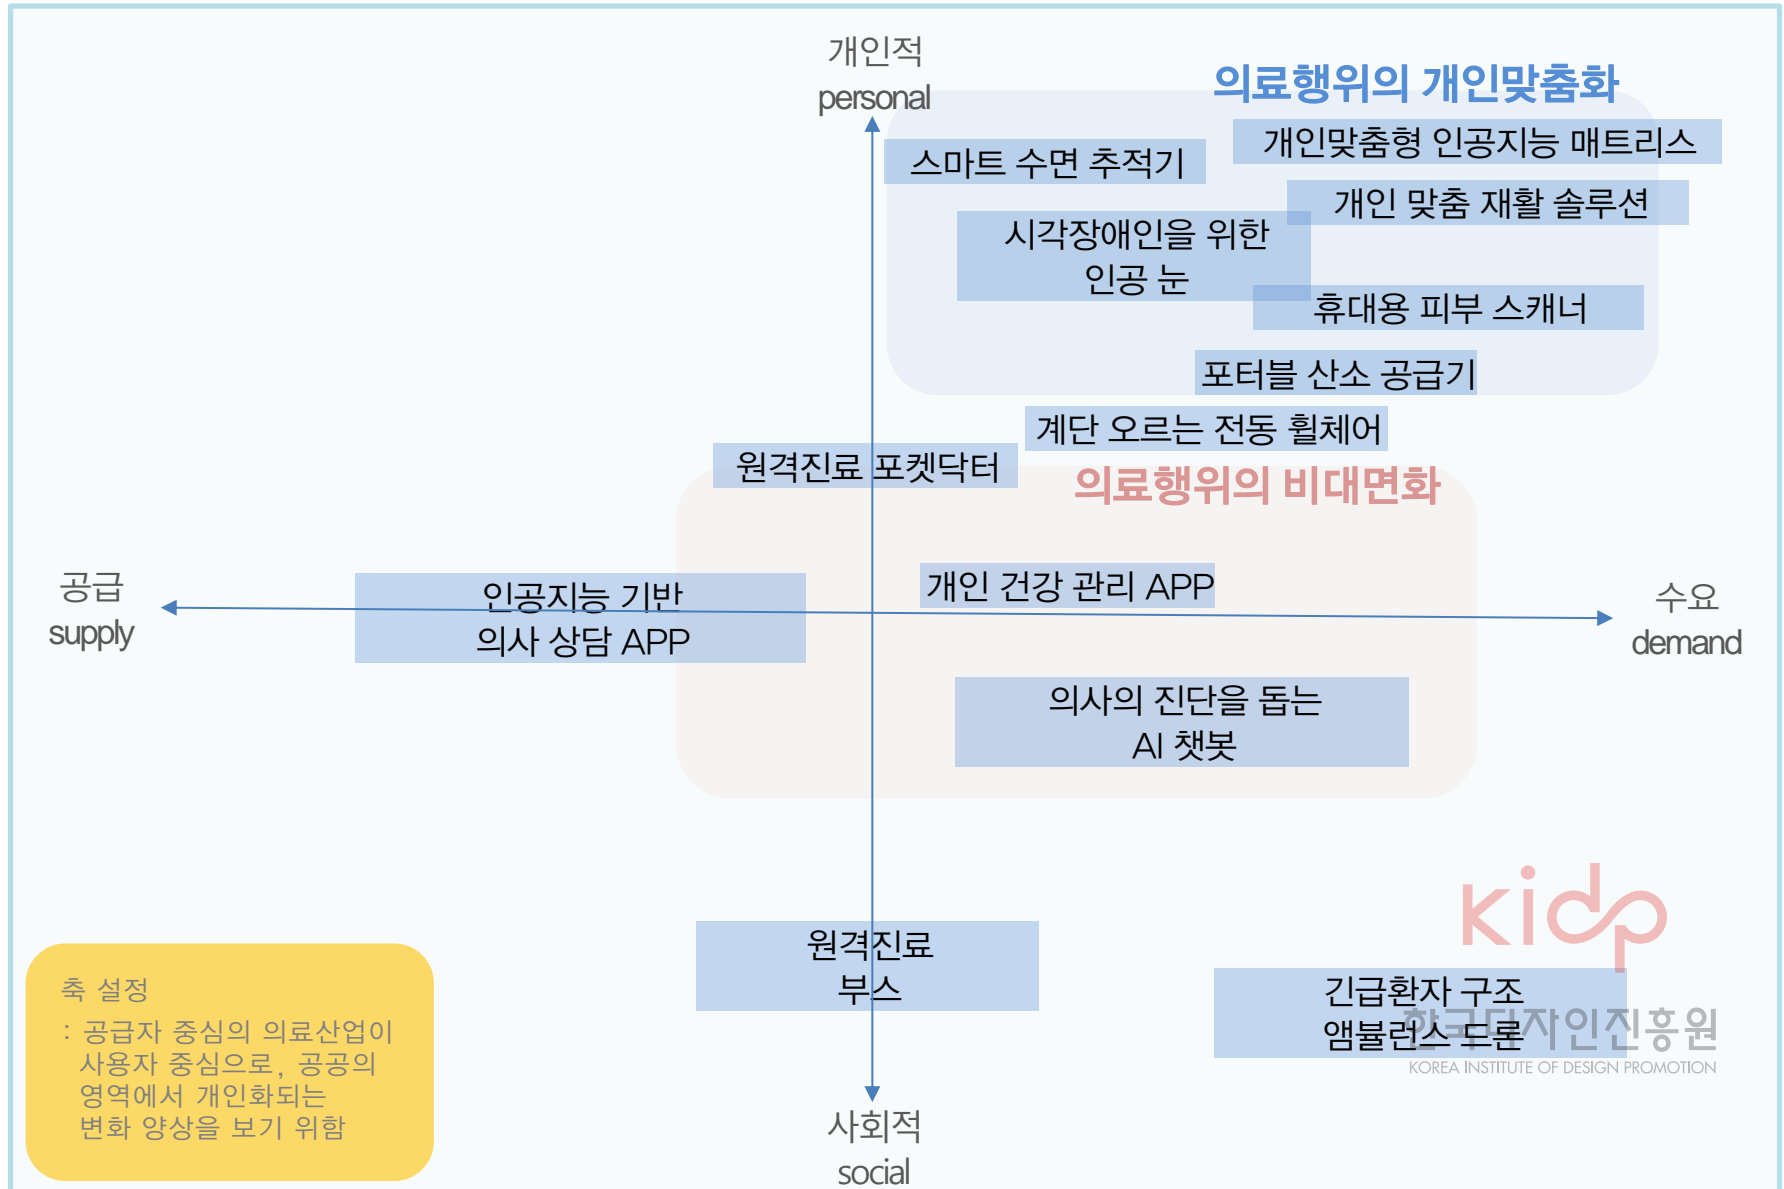 개인적
personal
의료행위의 개인맞춤화
개인맞춤형 인공지능 매트리스
스마트 수면 추적기
개인 맞춤 재활 솔루션
시각장애인을 위한
인공 눈
휴대용 피부 스캐너
포터블 산소 공급기
계단 오르는 전동 휠체어
원격진료 포켓닥터
의료행위의 비대면화
공급
supply
인공지능 기반
의사 상담 APP
개인 건강 관리 APP
수요
demand
의사의 진단을 돕는
AI 챗봇
원격진료
부스
긴급환자 구조
앰뷸런스 드론
kidp
한국디자인진흥원
KOREA INSTITUTE OF DESIGN PROMOTION
축 설정
: 공급자 중심의 의료산업이
사용자 중심으로, 공공의
영역에서 개인화되는
변화 양상을 보기 위함
사회적
social